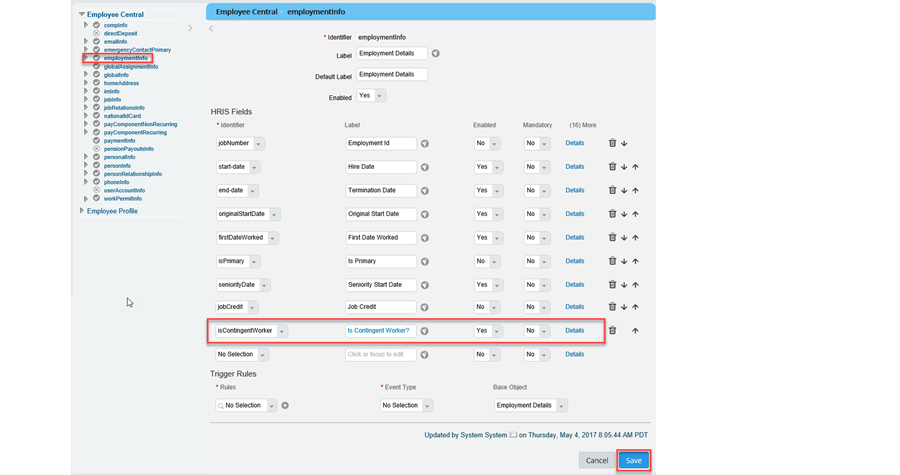 Employee Central
compInfo
directDeposit
emailInfo
emergencyContactPrimary
employmentInfo
globalAssignmentInfo
globalInfo
homeAddress
imInfo
jobInfo
jobRelationsInfo
nationalIdCard
payComponentNonRecurring
payComponentRecurring
paymentInfo
pensionPayoutsInfo
personalInfo
personInfo
personRelationshipInfo
phoneInfo
userAccountInfo
workPermitInfo
Employee Profile
Employee Central › employmentInfo
* Identifier employmentInfo
Label Employment Details
Default Label Employment Details
Enabled Yes
HRIS Fields
* Identifier Label Enabled Mandatory (16) More
jobNumber Employment Id No No Details
start-date Hire Date Yes No Details
end-date Termination Date Yes No Details
originalStartDate Original Start Date Yes No Details
firstDateWorked First Date Worked Yes No Details
isPrimary Is Primary No No Details
seniorityDate Seniority Start Date Yes No Details
jobCredit Job Credit No No Details
isContingentWorker Is Contingent Worker? Yes No Details
No Selection Click or focus to edit No No Details
Trigger Rules
* Rules * Event Type Base Object
No Selection No Selection Employment Details
Updated by System System on Thursday, May 4, 2017 8:05:44 AM PDT
Cancel Save